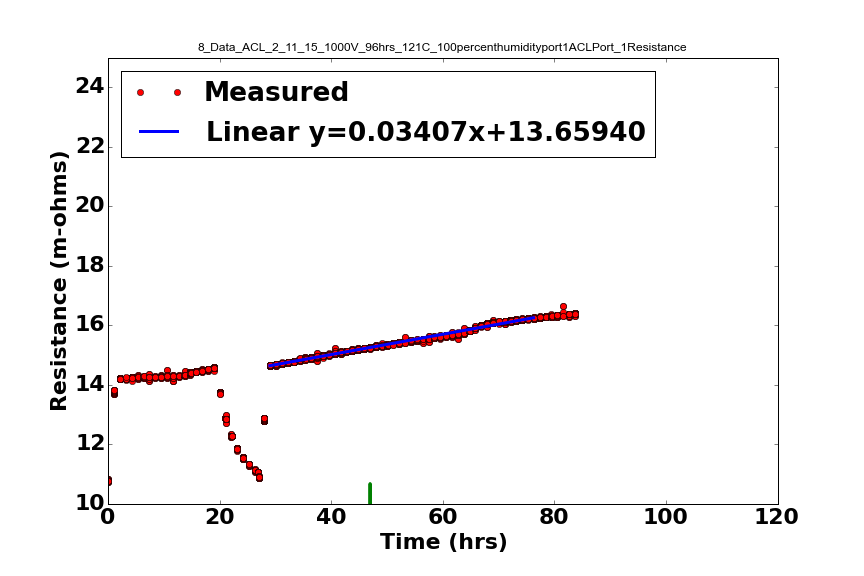 8_Data_ACL_2_11_15_1000V_96hrs_121C_100percenthumidityport1ACLPort_1Resistance
Measured
Linear y=0.03407x+13.65940
Resistance (m-ohms)
24
22
20
18
16
14
12
10
0 20 40 60 80 100 120
Time (hrs)